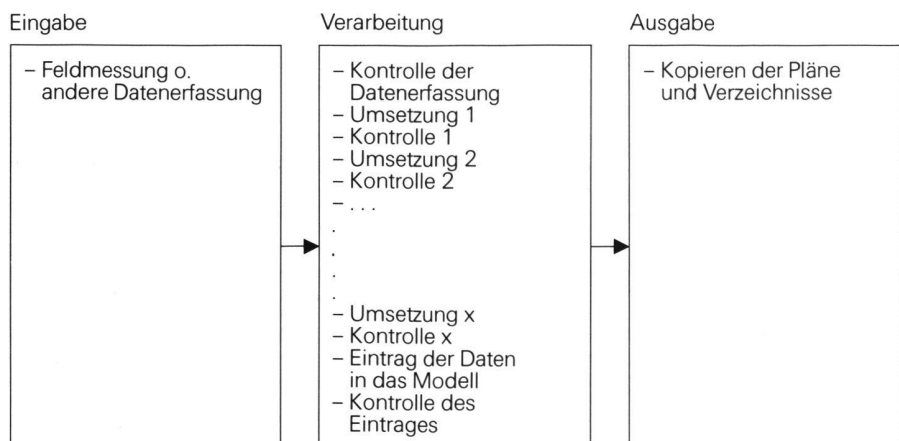 Eingabe
– Feldmessung o.
andere Datenerfassung
Verarbeitung
– Kontrolle der
Datenerfassung
– Umsetzung 1
– Kontrolle 1
– Umsetzung 2
– Kontrolle 2
– . . .
.
.
.
.
– Umsetzung x
– Kontrolle x
– Eintrag der Daten
in das Modell
– Kontrolle des
Eintrages
Ausgabe
– Kopieren der Pläne
und Verzeichnisse